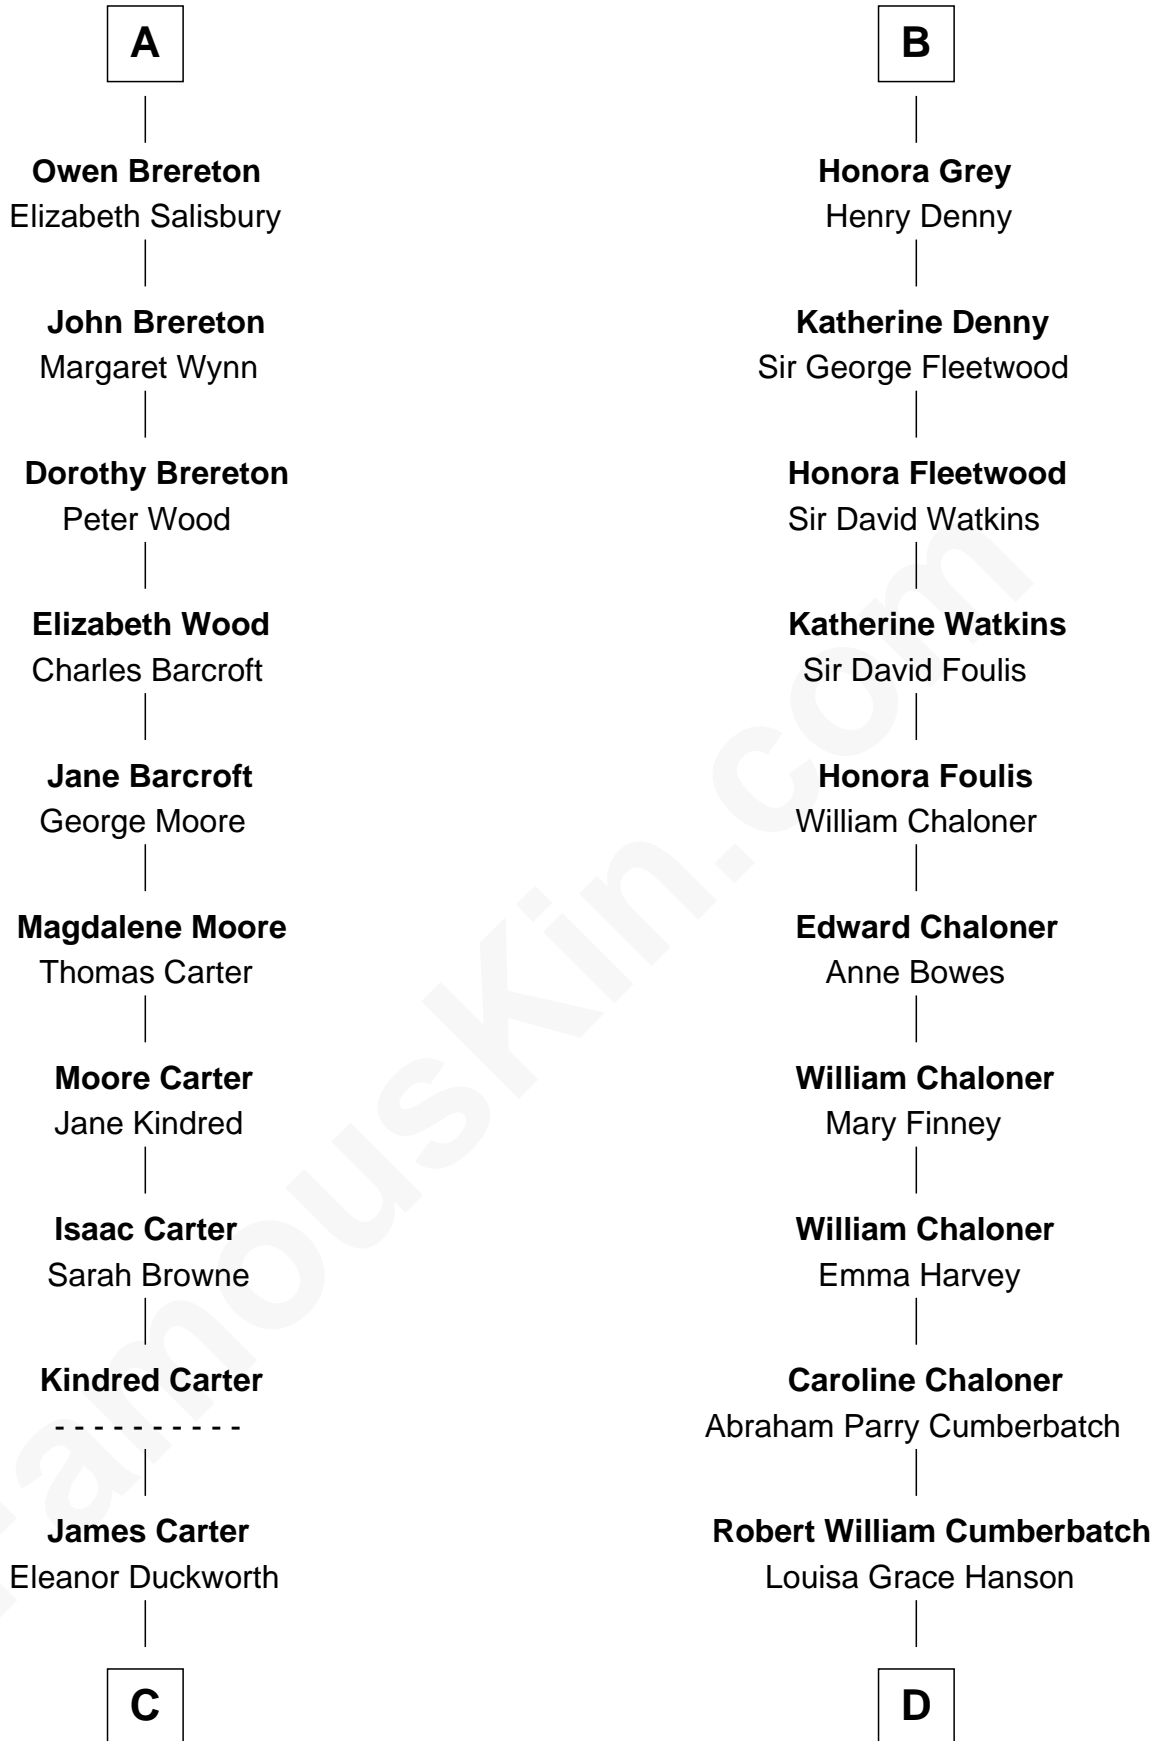 A
Owen Brereton
Elizabeth Salisbury
John Brereton
Margaret Wynn
Dorothy Brereton
Peter Wood
Elizabeth Wood
Charles Barcroft
Jane Barcroft
George Moore
Magdalene Moore
Thomas Carter
Moore Carter
Jane Kindred
Isaac Carter
Sarah Browne
Kindred Carter
- - - - - - - - - -
James Carter
Eleanor Duckworth
C
B
Honora Grey
Henry Denny
Katherine Denny
Sir George Fleetwood
Honora Fleetwood
Sir David Watkins
Katherine Watkins
Sir David Foulis
Honora Foulis
William Chaloner
Edward Chaloner
Anne Bowes
William Chaloner
Mary Finney
William Chaloner
Emma Harvey
Caroline Chaloner
Abraham Parry Cumberbatch
Robert William Cumberbatch
Louisa Grace Hanson
D
FamousKin.com